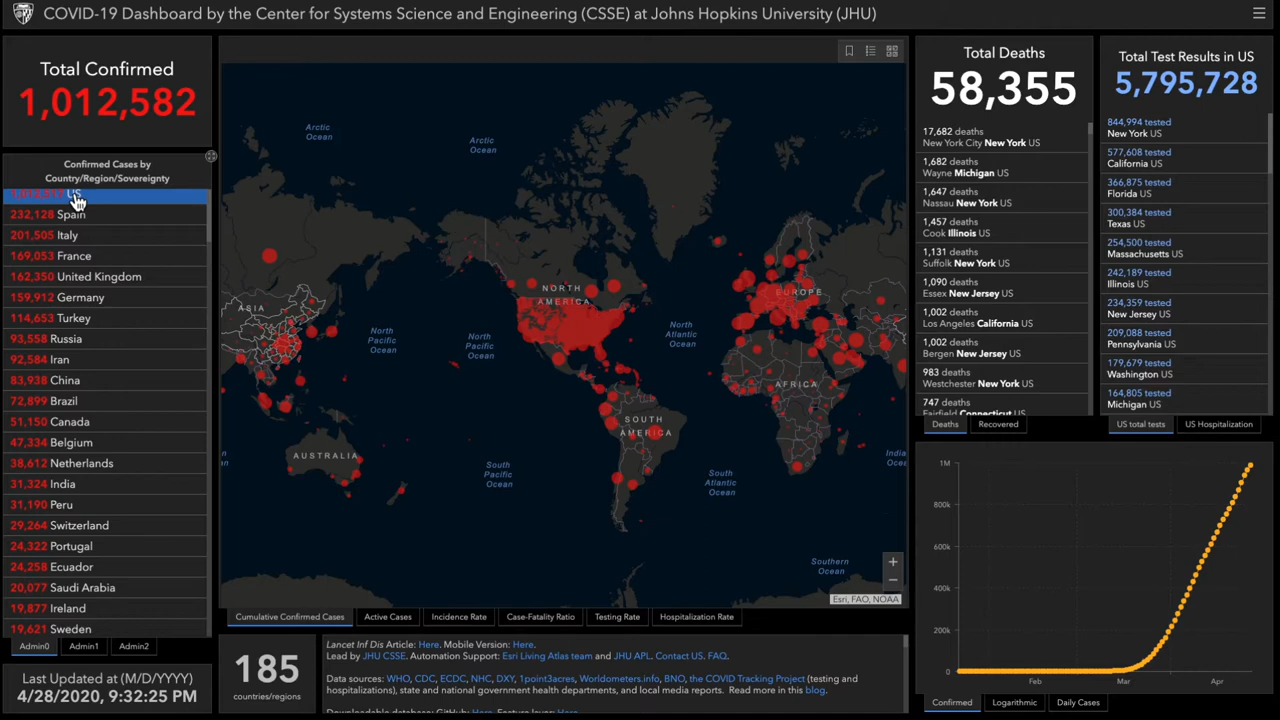 COVID-19 Dashboard by the Center for Systems Science and Engineering (CSSE) at Johns Hopkins University (JHU)
Total Confirmed
1,012,582
Confirmed Cases by
Country/Region/Sovereignty
US
232,128 Spain
201,505 Italy
169,053 France
162,350 United Kingdom
159,912 Germany
114,653 Turkey
93,558 Russia
92,584 Iran
83,938 China
72,899 Brazil
51,150 Canada
47,334 Belgium
38,612 Netherlands
31,324 India
31,190 Peru
29,264 Switzerland
24,322 Portugal
24,258 Ecuador
20,077 Saudi Arabia
19,877 Ireland
19,621 Sweden
Admin0
Admin1
Admin2
Last Updated at (M/D/YYYY)
4/28/2020, 9:32:25 PM
Arctic
Ocean
Arctic
Ocean
NORTH
AMERICA
EUROPE
ASIA
North
Pacific
Ocean
North
Pacific
Ocean
North
Atlantic
Ocean
AFRICA
SOUTH
AMERICA
AUSTRALIA
South
Pacific
Ocean
South
Atlantic
Ocean
India
Ocea
Southern
Ocean
+
−
Esri, FAO, NOAA
Cumulative Confirmed Cases
Active Cases
Incidence Rate
Case-Fatality Ratio
Testing Rate
Hospitalization Rate
185
countries/regions
Lancet Inf Dis Article: Here. Mobile Version: Here.
Lead by JHU CSSE. Automation Support: Esri Living Atlas team and JHU APL. Contact US. FAQ.
Data sources: WHO, CDC, ECDC, NHC, DXY, 1point3acres, Worldometers.info, BNO, the COVID Tracking Project (testing and
hospitalizations), state and national government health departments, and local media reports. Read more in this blog.
Total Deaths
58,355
17,682 deaths
New York City New York US
1,682 deaths
Wayne Michigan US
1,647 deaths
Nassau New York US
1,457 deaths
Cook Illinois US
1,131 deaths
Suffolk New York US
1,090 deaths
Essex New Jersey US
1,002 deaths
Los Angeles California US
1,002 deaths
Bergen New Jersey US
983 deaths
Westchester New York US
747 deaths
Fairfield Connecticut US
Deaths
Recovered
Total Test Results in US
5,795,728
844,994 tested
New York US
577,608 tested
California US
366,875 tested
Florida US
300,384 tested
Texas US
254,500 tested
Massachusetts US
242,189 tested
Illinois US
234,359 tested
New Jersey US
209,088 tested
Pennsylvania US
179,679 tested
Washington US
164,805 tested
Michigan US
US total tests
US Hospitalization
1M
800k
600k
400k
200k
0
Feb
Mar
Apr
Confirmed
Logarithmic
Daily Cases